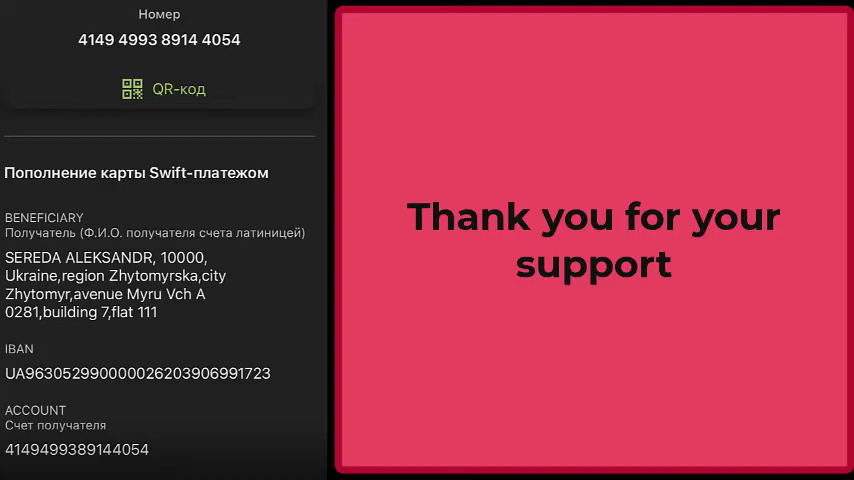 Номер
4149 4993 8914 4054
QR-код
Пополнение карты Swift-платежом
BENEFICIARY
Получатель (Ф.И.О. получателя счета латиницей)
SEREDA ALEKSANDR, 10000,
Ukraine,region Zhytomyrska,city
Zhytomyr,avenue Myru Vch A
0281,building 7,flat 111
IBAN
UA963052990000026203906991723
ACCOUNT
Счет получателя
4149499389144054
Thank you for your
support